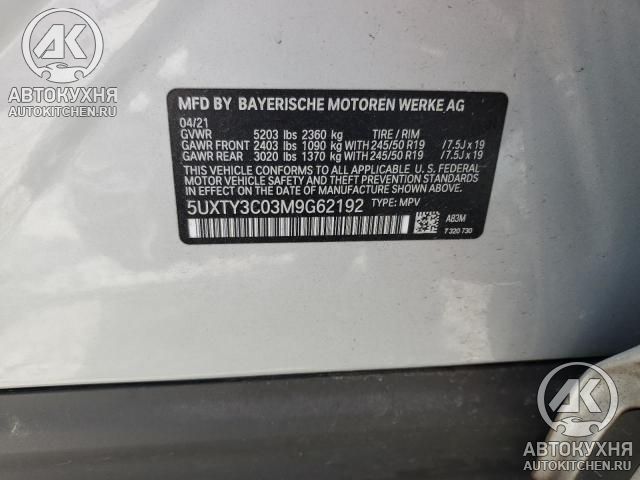 АВТОКУХНЯ
AUTOKITCHEN.RU
MFD BY BAYERISCHE MOTOREN WERKE AG
04/21
GVWR 5203 lbs 2360 kg TIRE / RIM
GAWR FRONT 2403 lbs 1090 kg WITH 245/50 R19 /7.5J x 19
GAWR REAR 3020 lbs 1370 kg WITH 245/50 R19 /7.5J x 19
THIS VEHICLE CONFORMS TO ALL APPLICABLE U. S. FEDERAL
MOTOR VEHICLE SAFETY AND THEFT PREVENTION STANDARDS
IN EFFECT ON THE DATE OF MANUFACTURE SHOWN ABOVE.
5UXTY3C03M9G62192 TYPE: MPV
A83M
T 320 730
АВТОКУХНЯ
AUTOKITCHEN.RU